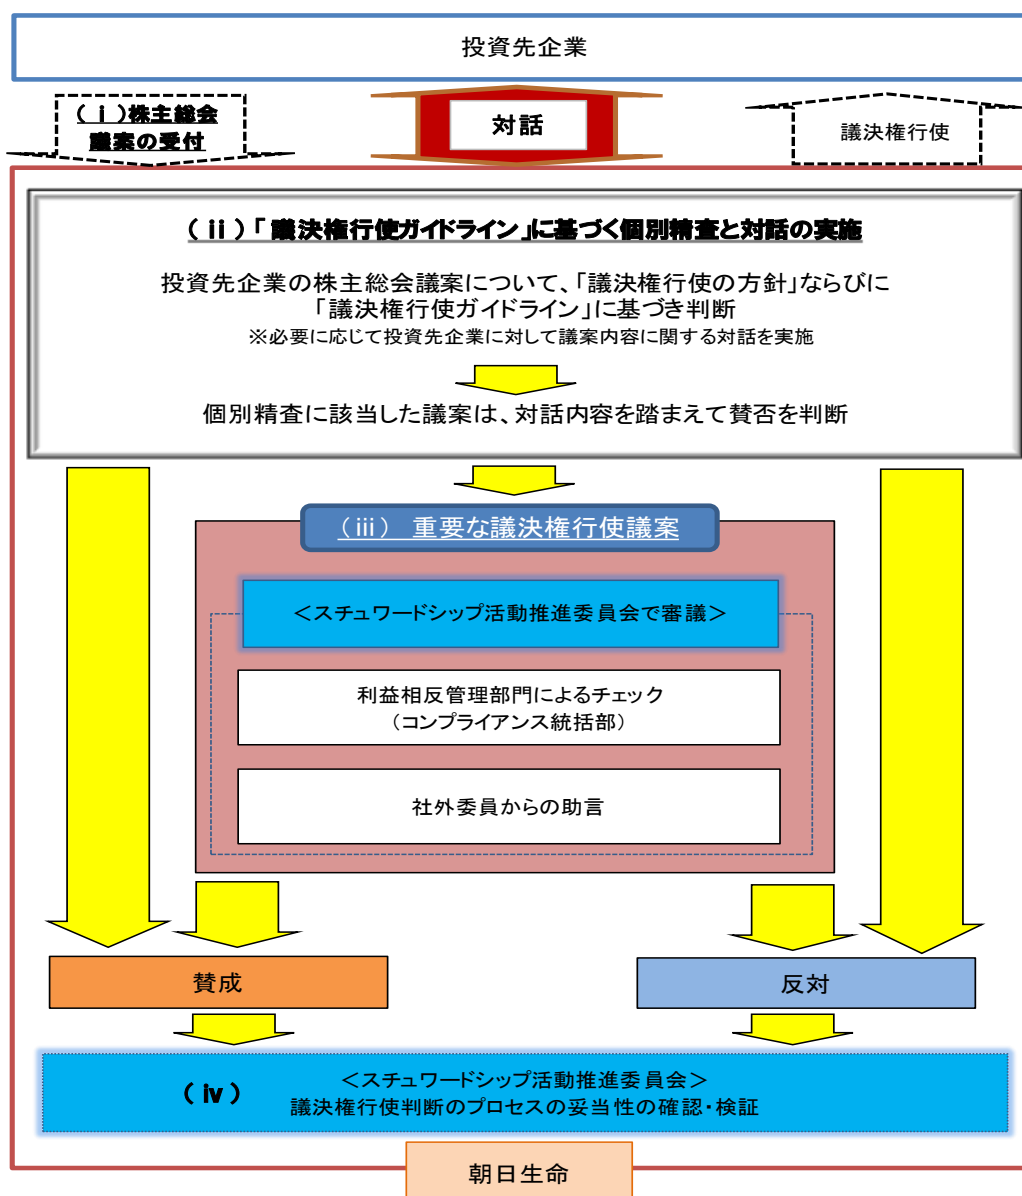 投資先企業
(ⅰ)株主総会
議案の受付
対話
議決権行使
(ⅱ)「議決権行使ガイドライン」に基づく個別精査と対話の実施
投資先企業の株主総会議案について、「議決権行使の方針」ならびに
「議決権行使ガイドライン」に基づき判断
※必要に応じて投資先企業に対して議案内容に関する対話を実施
個別精査に該当した議案は、対話内容を踏まえて賛否を判断
(ⅲ) 重要な議決権行使議案
＜スチュワードシップ活動推進委員会で審議＞
利益相反管理部門によるチェック
(コンプライアンス統括部)
社外委員からの助言
賛成
反対
(ⅳ)
＜スチュワードシップ活動推進委員会＞
議決権行使判断のプロセスの妥当性の確認・検証
朝日生命